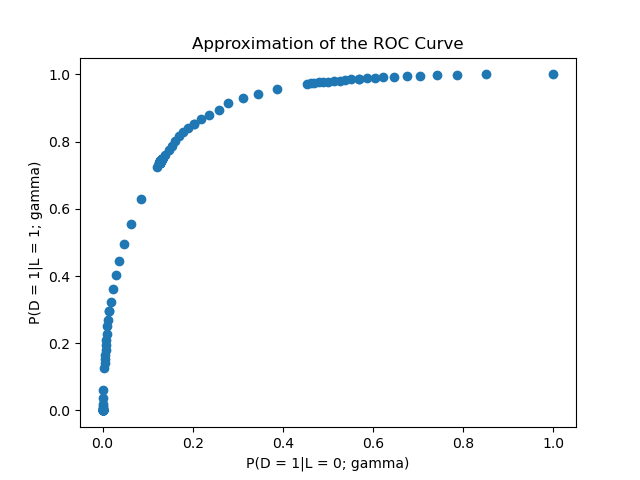 Approximation of the ROC Curve
P(D = 1|L = 1; gamma)
1.0
0.8
0.6
0.4
0.2
0.0
0.0 0.2 0.4 0.6 0.8 1.0
P(D = 1|L = 0; gamma)